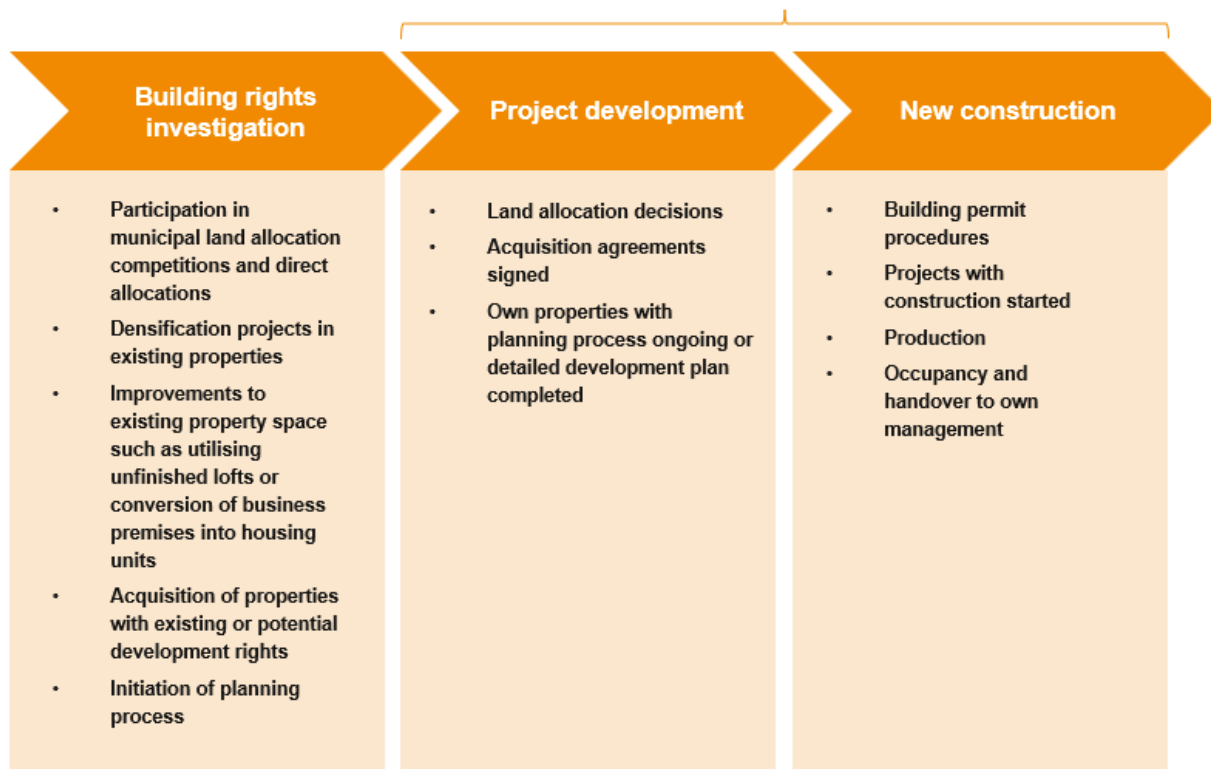 Building rights
investigation
• Participation in
municipal land allocation
competitions and direct
allocations
• Densification projects in
existing properties
• Improvements to
existing property space
such as utilising
unfinished lofts or
conversion of business
premises into housing
units
• Acquisition of properties
with existing or potential
development rights
• Initiation of planning
process
Project development
• Land allocation decisions
• Acquisition agreements
signed
• Own properties with
planning process ongoing or
detailed development plan
completed
New construction
• Building permit
procedures
• Projects with
construction started
• Production
• Occupancy and
handover to own
management